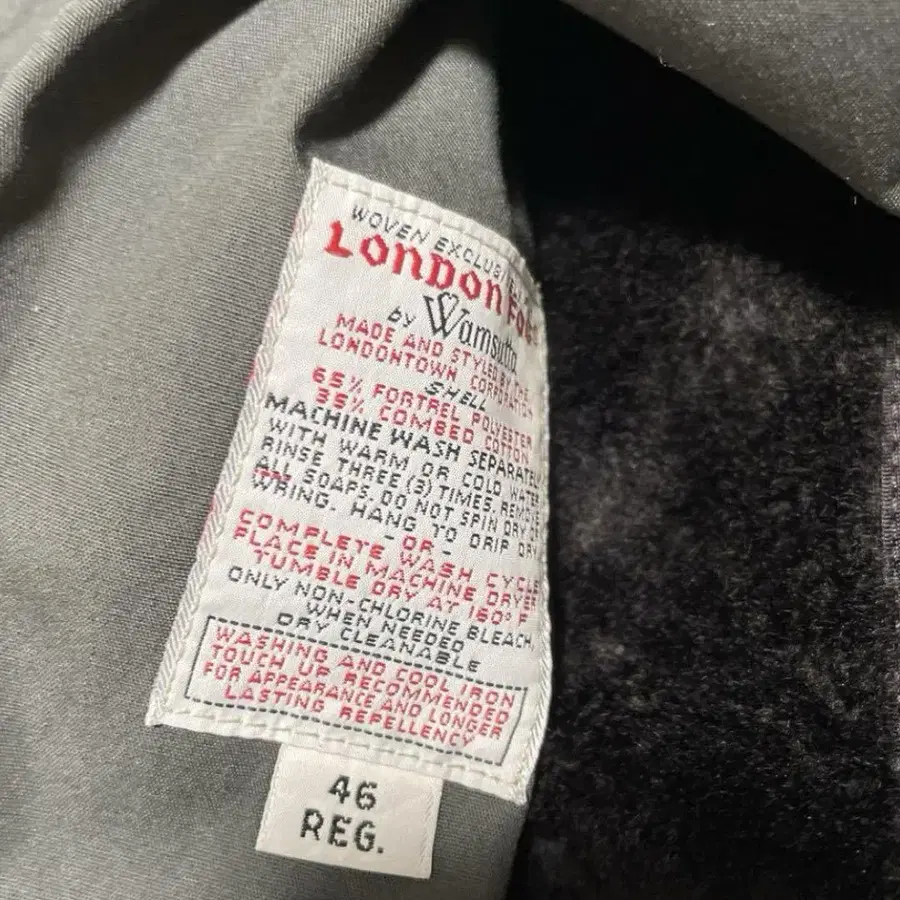 WOVEN EXCLUSIVELY
LONDON FOG®
by Wamsutta
MADE AND STYLED BY THE
LONDONTOWN CORPORATION
SHELL
65% FORTREL POLYESTER
35% COMBED COTTON
MACHINE WASH SEPARATELY
WITH WARM OR COLD WATER
RINSE THREE (3) TIMES. REMOVE
ALL SOAPS. DO NOT SPIN DRY OR
WRING. HANG TO DRIP DRY
- OR -
COMPLETE WASH CYCLE
PLACE IN MACHINE DRYER
TUMBLE DRY AT 160° F
ONLY NON-CHLORINE BLEACH,
WHEN NEEDED
DRY CLEANABLE
WASHING AND COOL IRON
TOUCH UP RECOMMENDED
FOR APPEARANCE AND LONGER
LASTING REPELLENCY
46
REG.